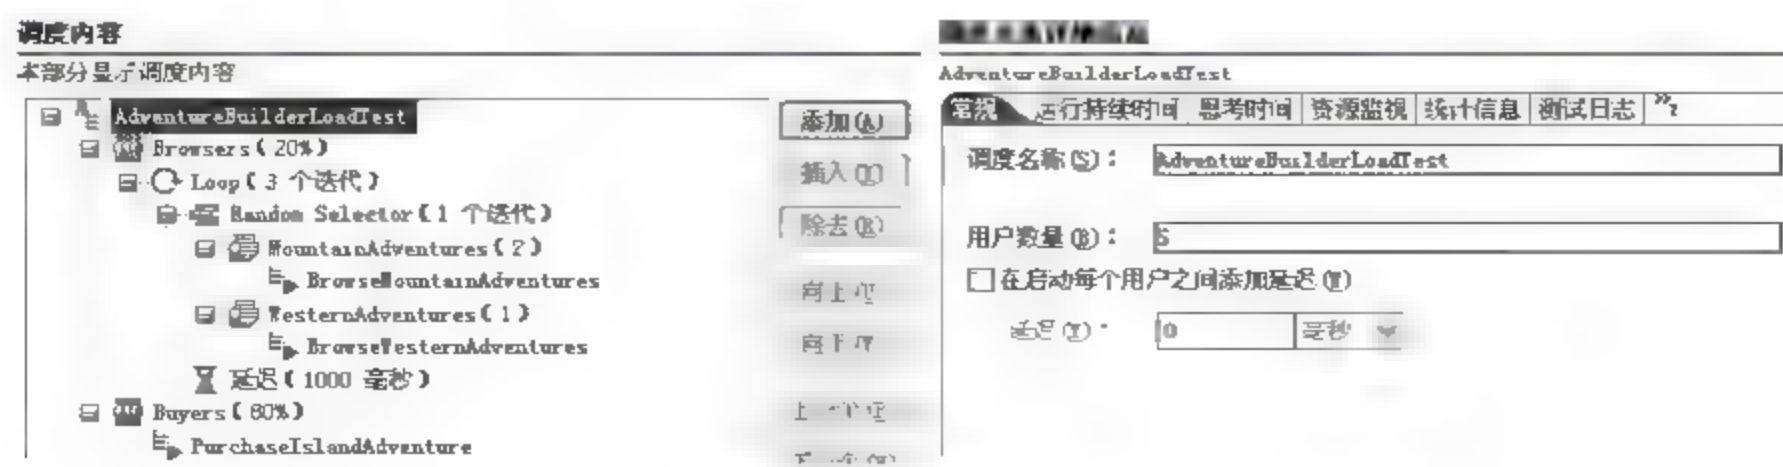 调度内容
本部分显示调度内容
AdventureBuilderLoadTest
Browsers(20%)
Loop(3 个迭代)
Random Selector(1 个迭代)
MountainAdventures(2)
BrowseMountainAdventures
WesternAdventures(1)
BrowseWesternAdventures
延迟(1000 毫秒)
Buyers(80%)
PurchaseIslandAdventure
添加(A)
插入(I)
除去(R)
向上
向下
AdventureBuilderLoadTest
常规 运行持续时间 思考时间 资源监视 统计信息 测试日志 »2
调度名称(S): AdventureBuilderLoadTest
用户数量(B): 5
在启动每个用户之间添加延迟
延迟(Y): 0 毫秒